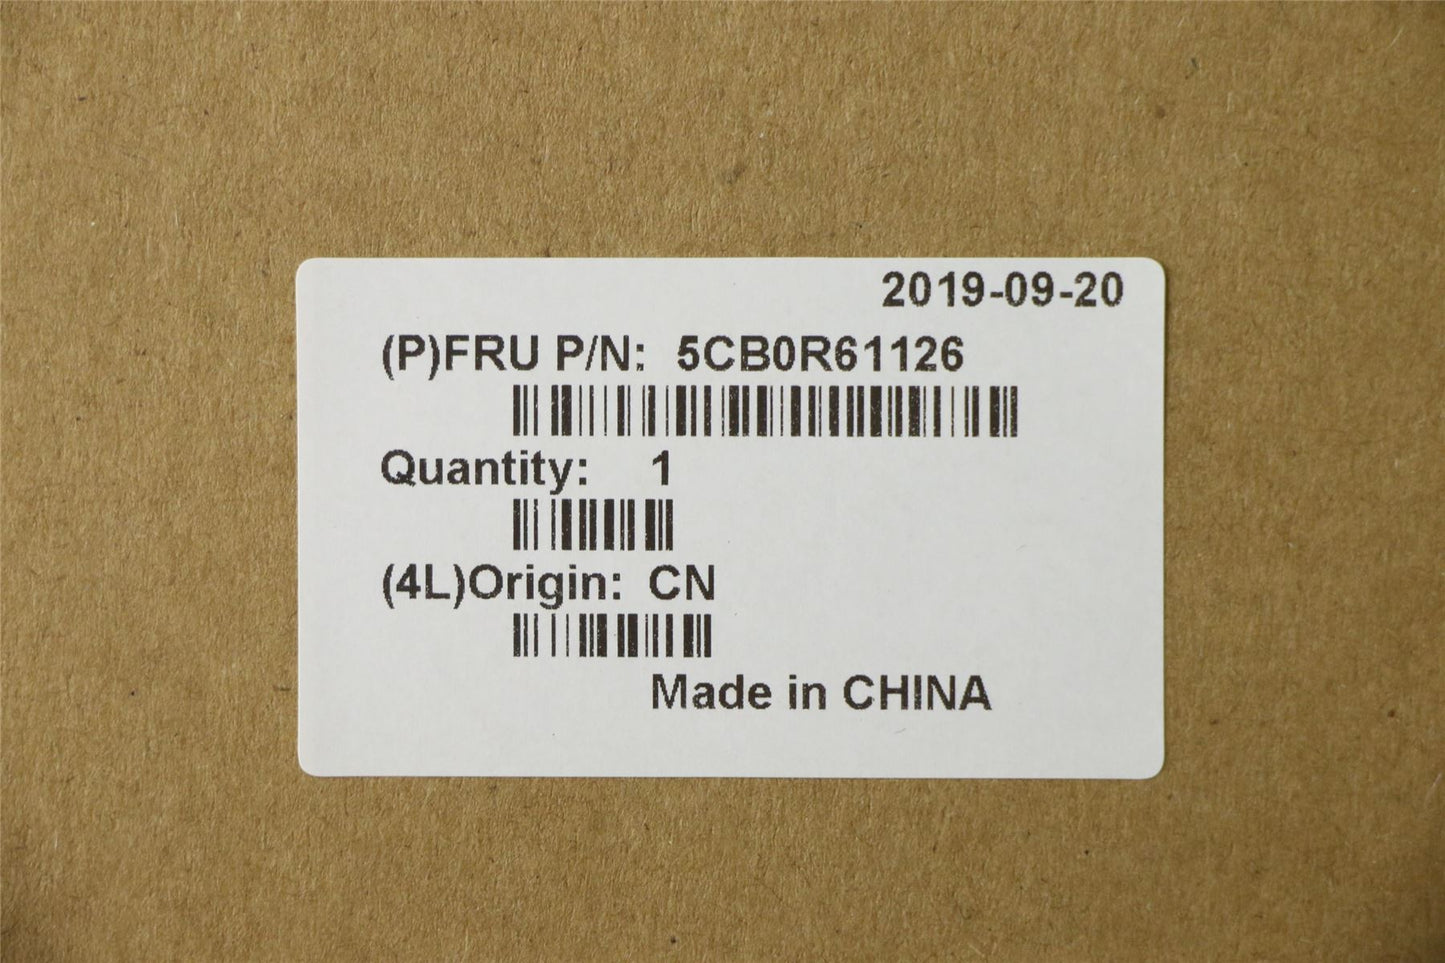 2019-09-20
(P)FRU P/N: 5CB0R61126
Quantity: 1
(4L)Origin: CN
Made in CHINA